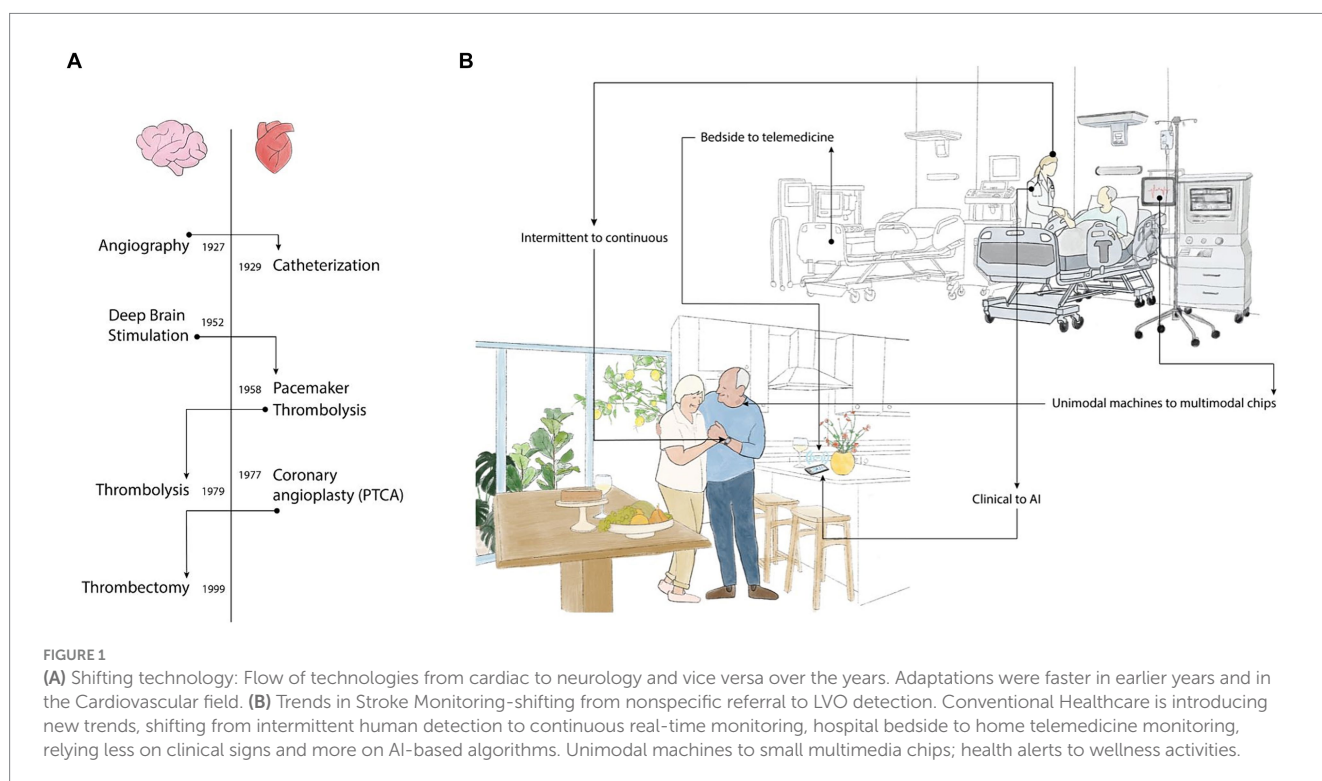 A
B
Angiography 1927
1929 Catheterization
Deep Brain 1952
Stimulation
1958 Pacemaker
Thrombolysis
Thrombolysis 1979
1977 Coronary
angioplasty (PTCA)
Thrombectomy 1999
Bedside to telemedicine
Intermittent to continuous
Unimodal machines to multimodal chips
Clinical to AI
FIGURE 1
(A) Shifting technology: Flow of technologies from cardiac to neurology and vice versa over the years. Adaptations were faster in earlier years and in
the Cardiovascular field. (B) Trends in Stroke Monitoring-shifting from nonspecific referral to LVO detection. Conventional Healthcare is introducing
new trends, shifting from intermittent human detection to continuous real-time monitoring, hospital bedside to home telemedicine monitoring,
relying less on clinical signs and more on AI-based algorithms. Unimodal machines to small multimedia chips; health alerts to wellness activities.